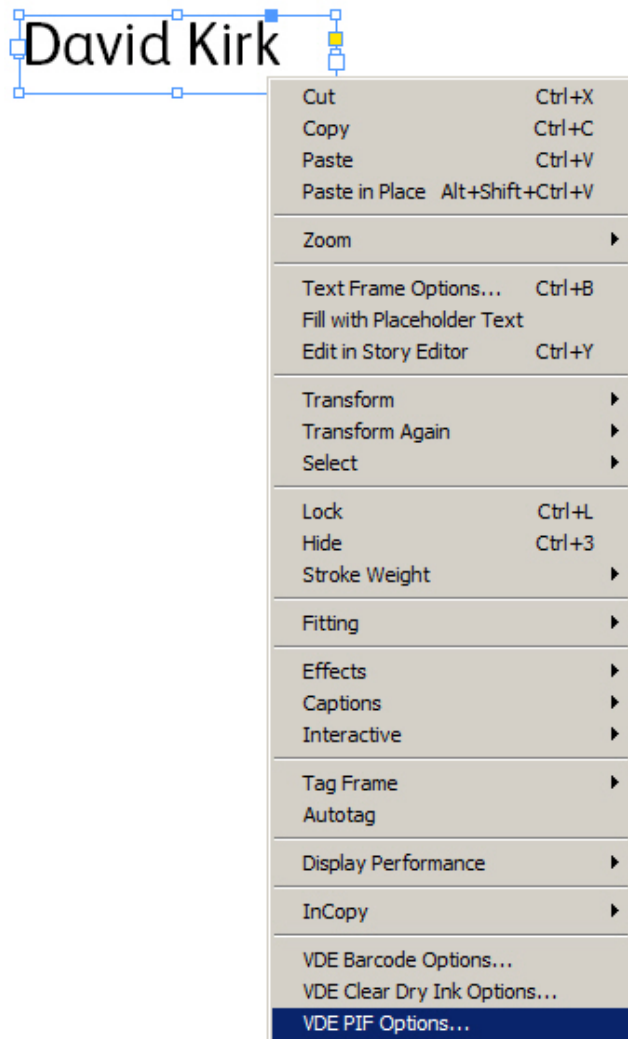 David Kirk
Cut Ctrl+X
Copy Ctrl+C
Paste Ctrl+V
Paste in Place Alt+Shift+Ctrl+V
Zoom
Text Frame Options... Ctrl+B
Fill with Placeholder Text
Edit in Story Editor Ctrl+Y
Transform
Transform Again
Select
Lock Ctrl+L
Hide Ctrl+3
Stroke Weight
Fitting
Effects
Captions
Interactive
Tag Frame
Autotag
Display Performance
InCopy
VDE Barcode Options...
VDE Clear Dry Ink Options...
VDE PIF Options...